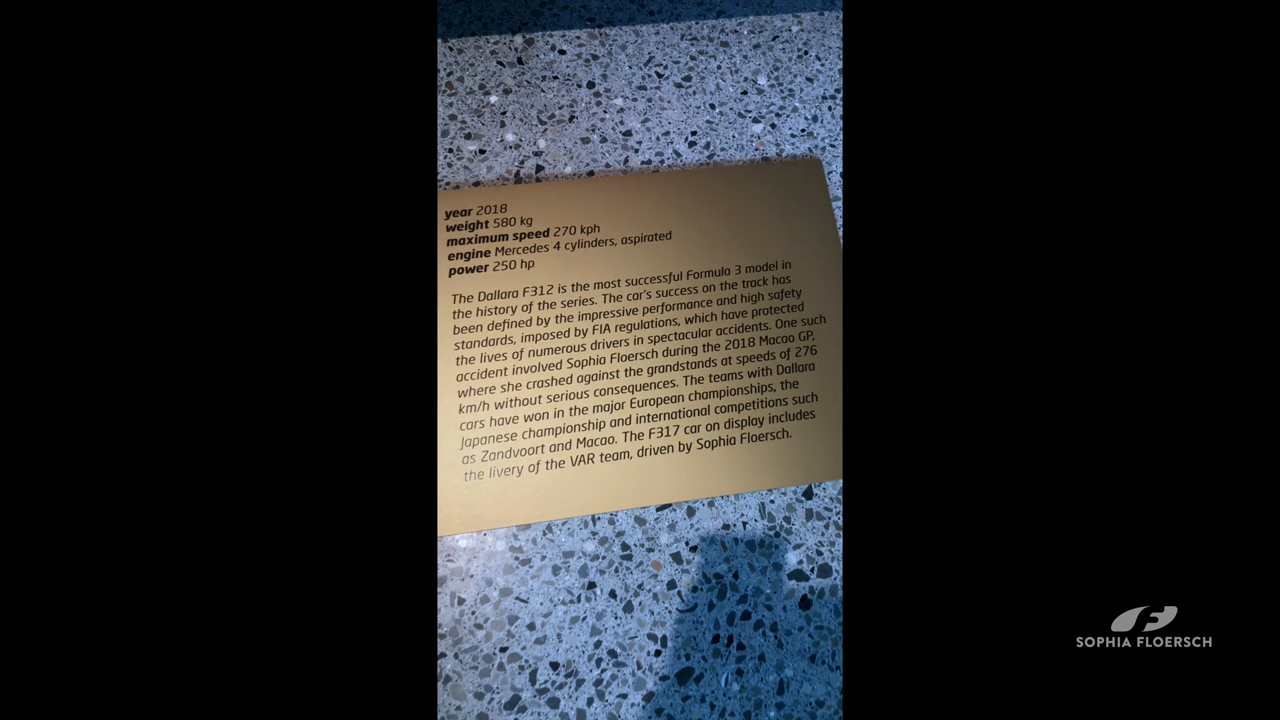 year 2018
weight 580 kg
maximum speed 270 kph
engine Mercedes 4 cylinders, aspirated
power 250 hp
The Dallara F312 is the most successful Formula 3 model in
the history of the series. The car's success on the track has
been defined by the impressive performance and high safety
standards, imposed by FIA regulations, which have protected
the lives of numerous drivers in spectacular accidents. One such
accident involved Sophia Floersch during the 2018 Macao GP,
where she crashed against the grandstands at speeds of 276
km/h without serious consequences. The teams with Dallara
cars have won in the major European championships, the
Japanese championship and international competitions such
as Zandvoort and Macao. The F317 car on display includes
the livery of the VAR team, driven by Sophia Floersch.
SOPHIA FLOERSCH